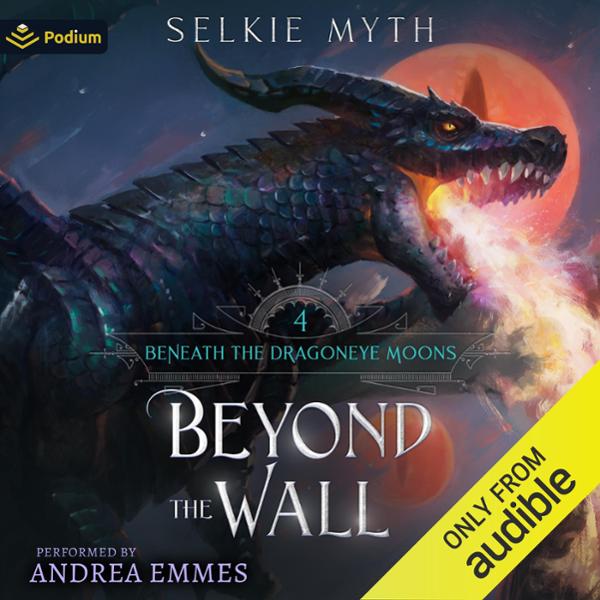 Podium
SELKIE MYTH
4
BENEATH THE DRAGONEYE MOONS
BEYOND
THE WALL
PERFORMED BY
ANDREA EMMES
ONLY FROM
audible